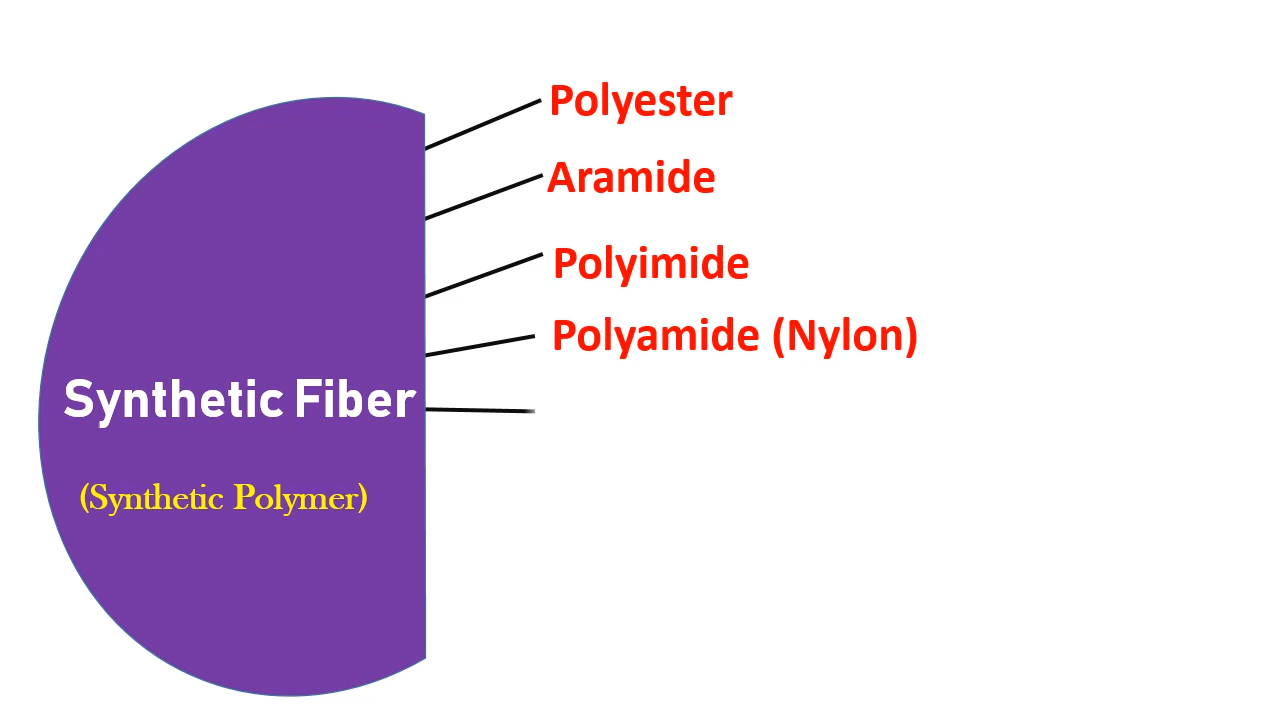 Polyester
Aramide
Polyimide
Polyamide (Nylon)
Synthetic Fiber
(Synthetic Polymer)